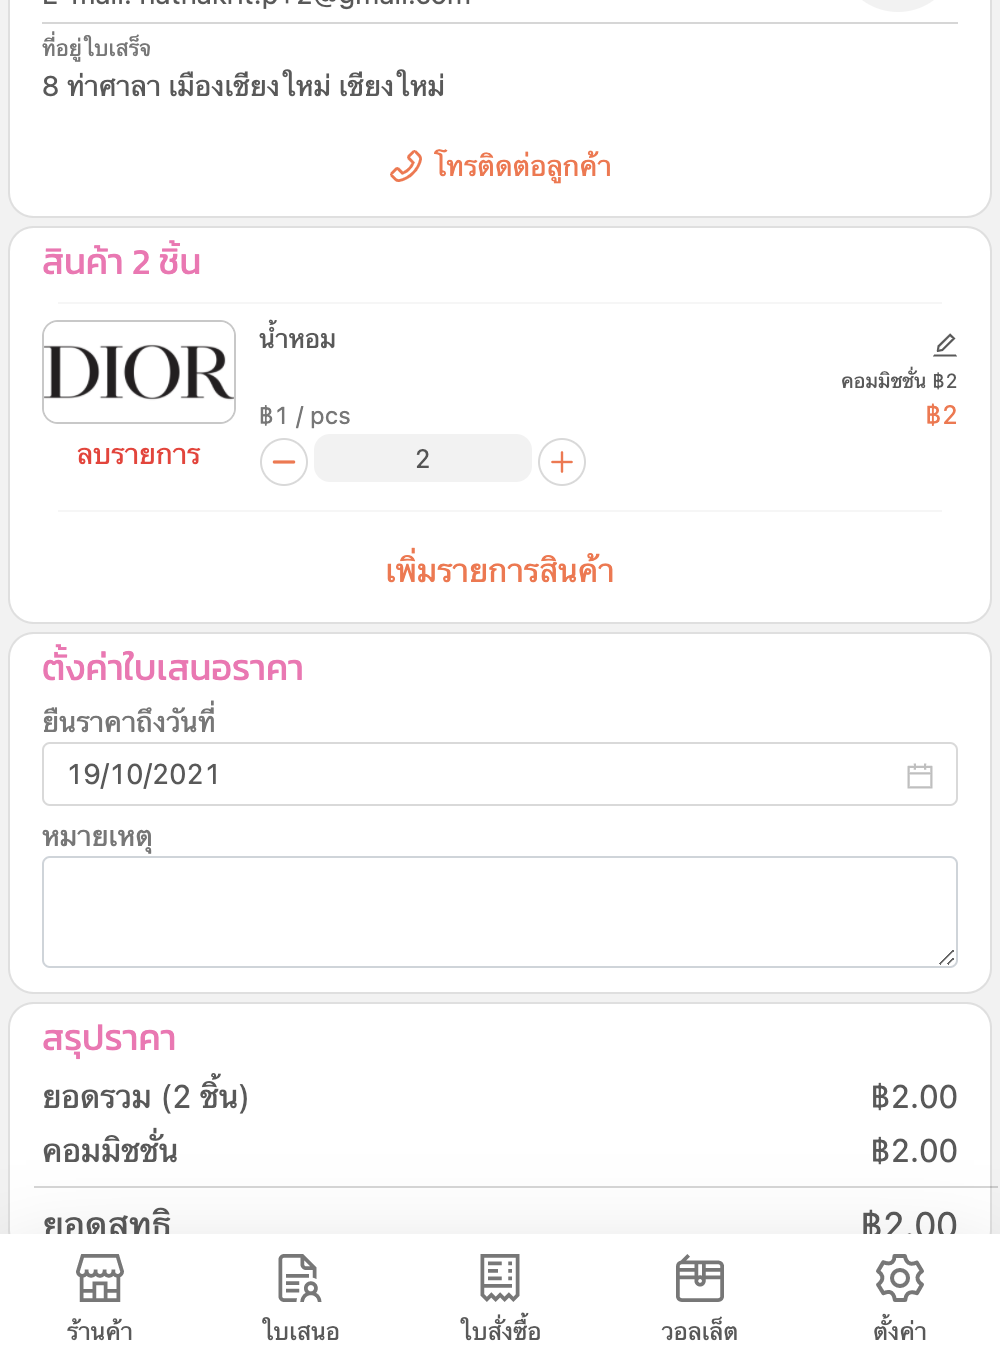 ที่อยู่ใบเสร็จ
8 ท่าศาลา เมืองเชียงใหม่ เชียงใหม่
โทรติดต่อลูกค้า
สินค้า 2 ชิ้น
DIOR
น้ำหอม
คอมมิชชั่น ฿2
฿1 / pcs
฿2
ลบรายการ
2
เพิ่มรายการสินค้า
ตั้งค่าใบเสนอราคา
ยืนราคาถึงวันที่
19/10/2021
หมายเหตุ
สรุปราคา
ยอดรวม (2 ชิ้น) ฿2.00
คอมมิชชั่น ฿2.00
ยอดสุทธิ ฿2.00
ร้านค้า ใบเสนอ ใบสั่งซื้อ วอลเล็ต ตั้งค่า